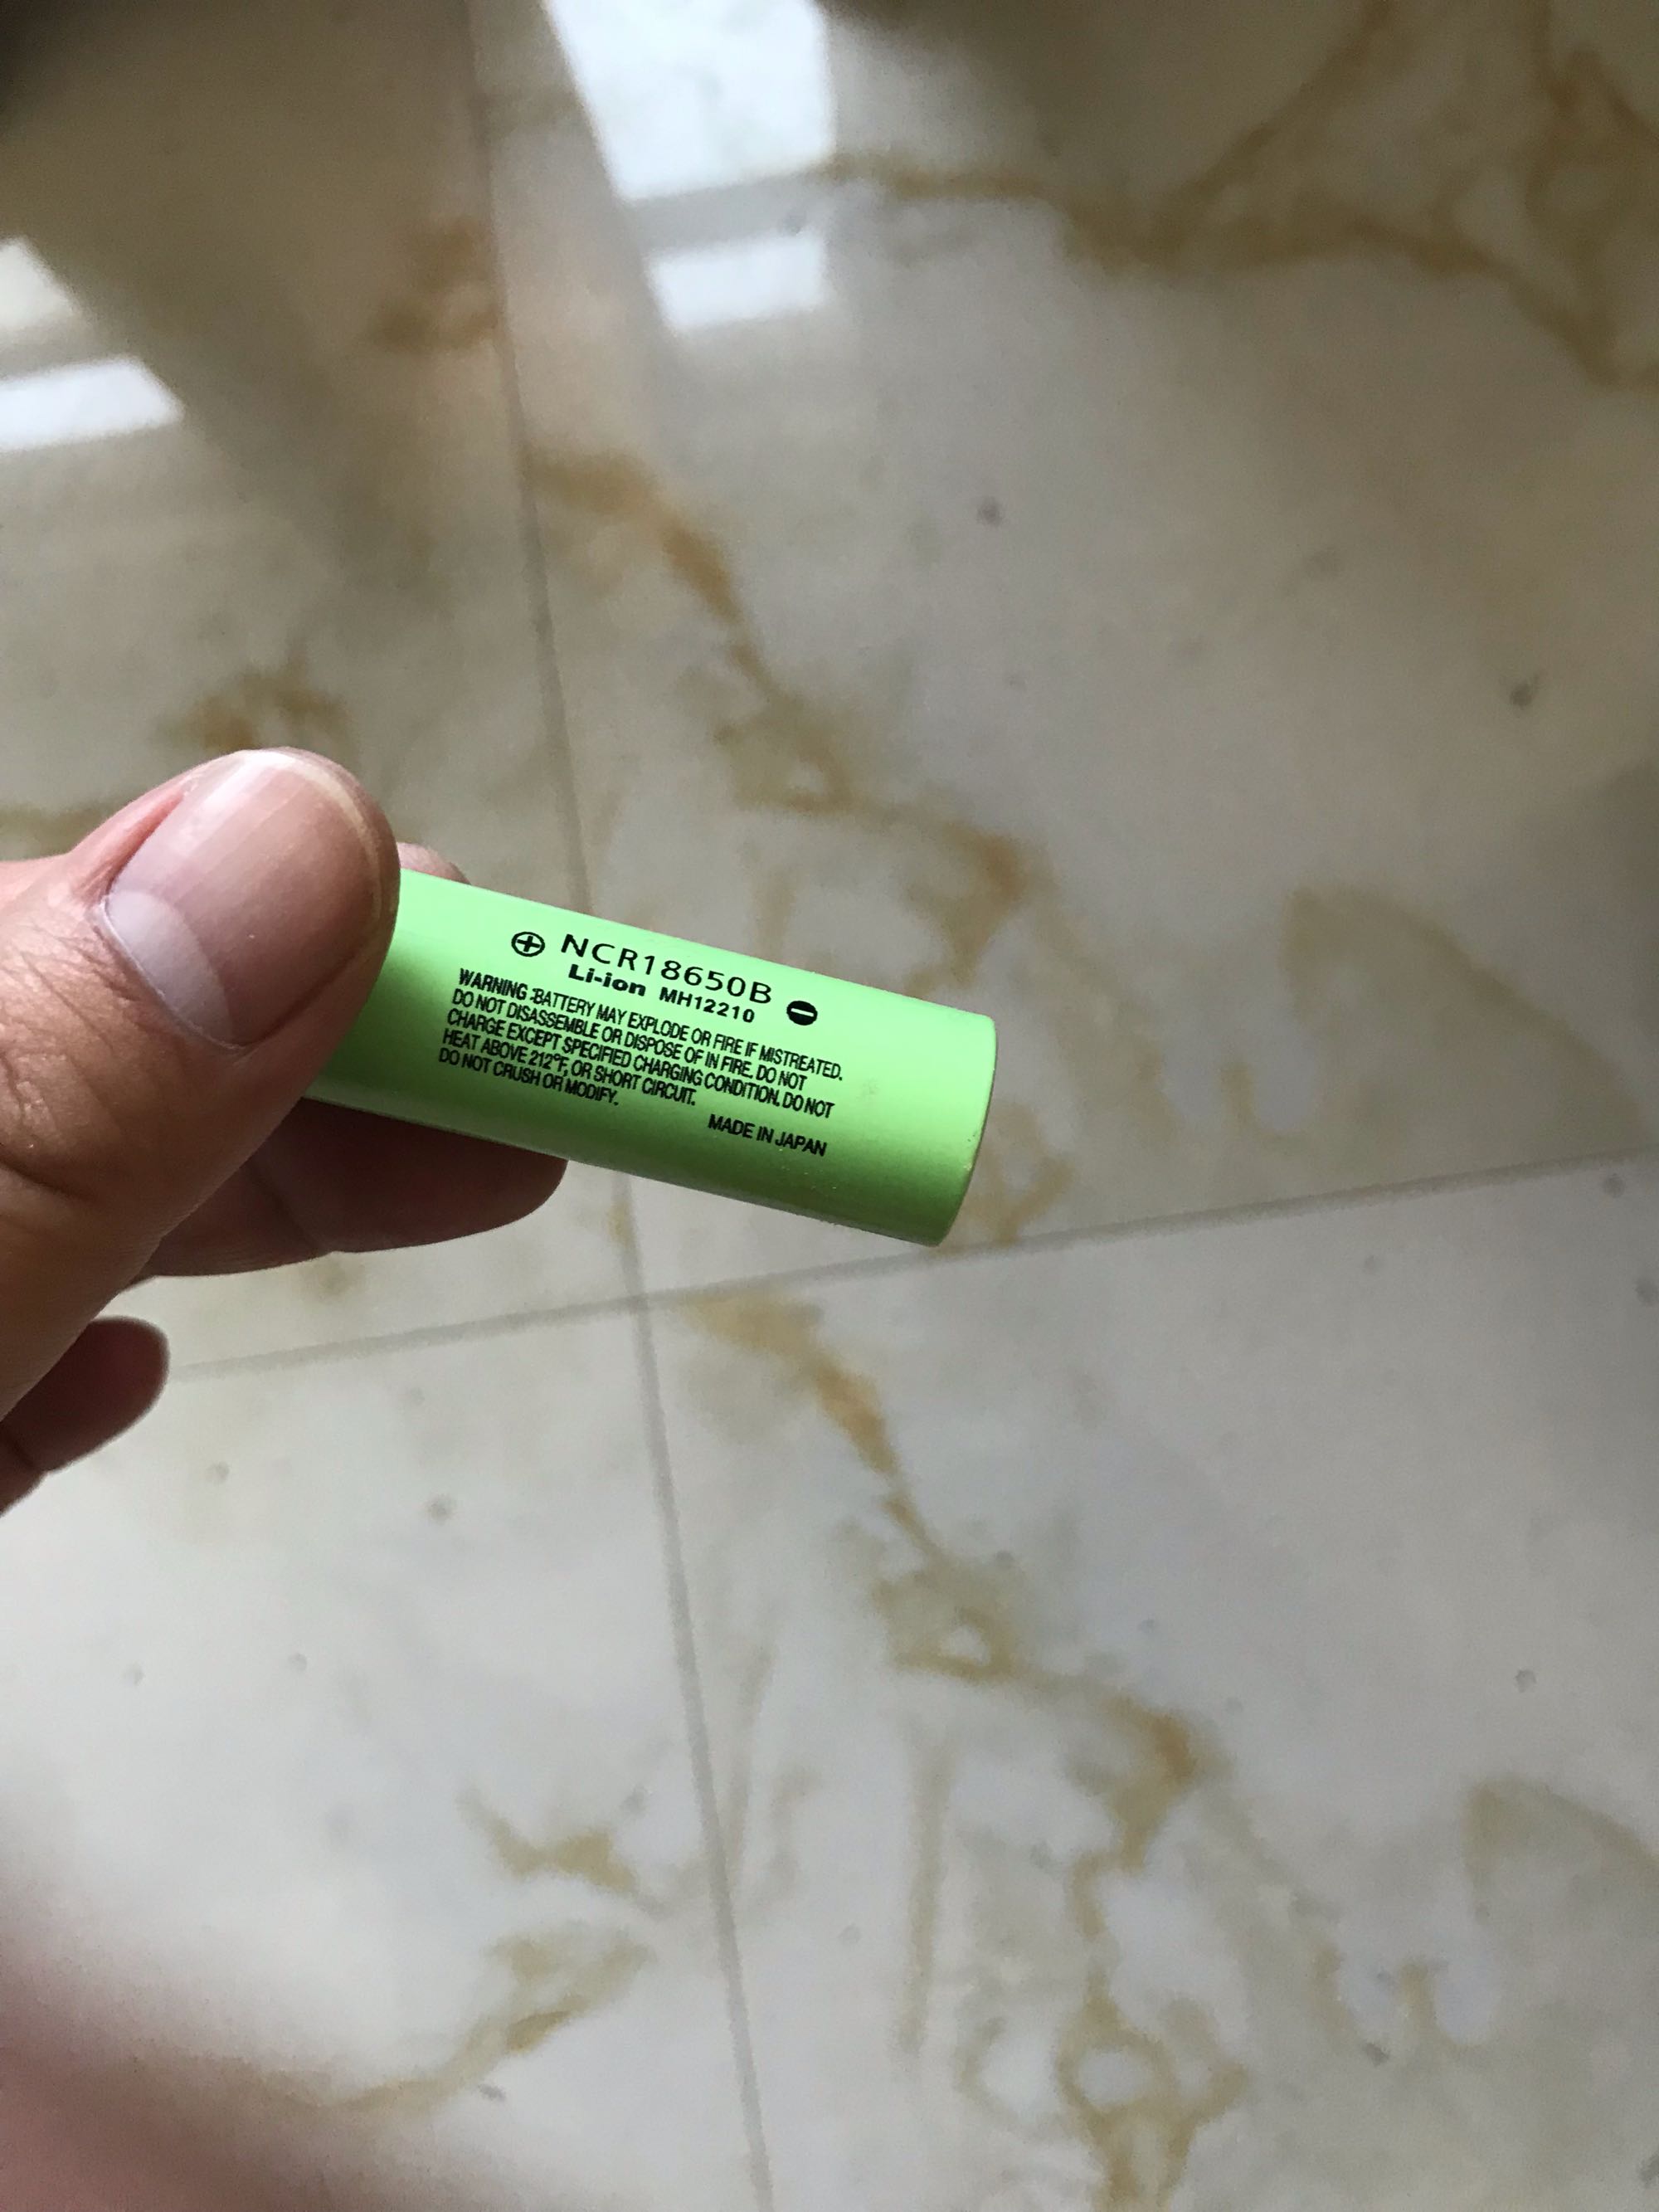 ⊕ NCR18650B ⊖
Li-ion MH12210
WARNING :BATTERY MAY EXPLODE OR FIRE IF MISTREATED.
DO NOT DISASSEMBLE OR DISPOSE OF IN FIRE. DO NOT
CHARGE EXCEPT SPECIFIED CHARGING CONDITION. DO NOT
HEAT ABOVE 212°F, OR SHORT CIRCUIT.
DO NOT CRUSH OR MODIFY.
MADE IN JAPAN